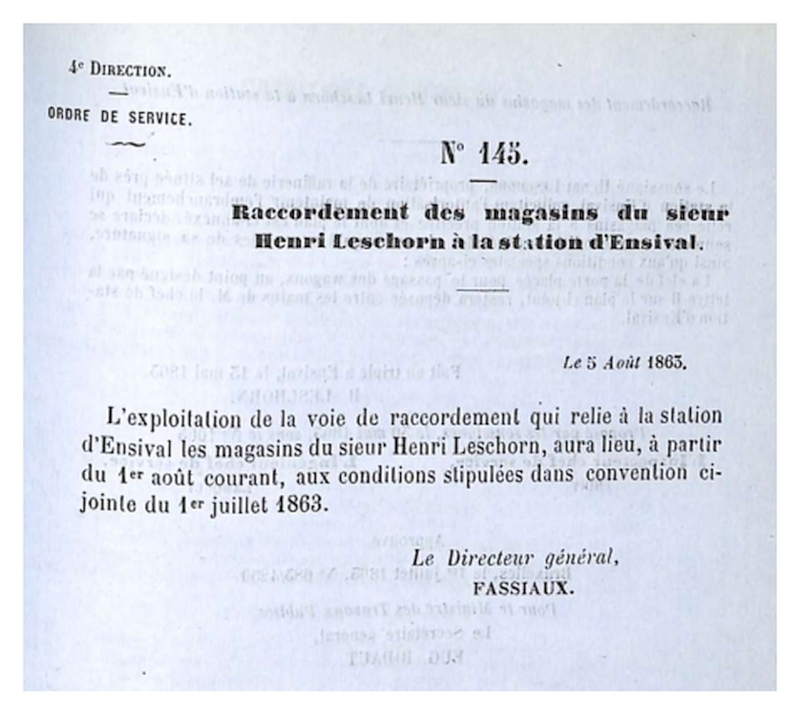 4e DIRECTION.
ORDRE DE SERVICE.
N° 145.
Raccordement des magasins du sieur
Henri Leschorn à la station d'Ensival.
Le 5 Août 1863.
L'exploitation de la voie de raccordement qui relie à la station
d'Ensival les magasins du sieur Henri Leschorn, aura lieu, à partir
du 1er août courant, aux conditions stipulées dans convention ci-
jointe du 1er juillet 1863.
Le Directeur général,
FASSIAUX.